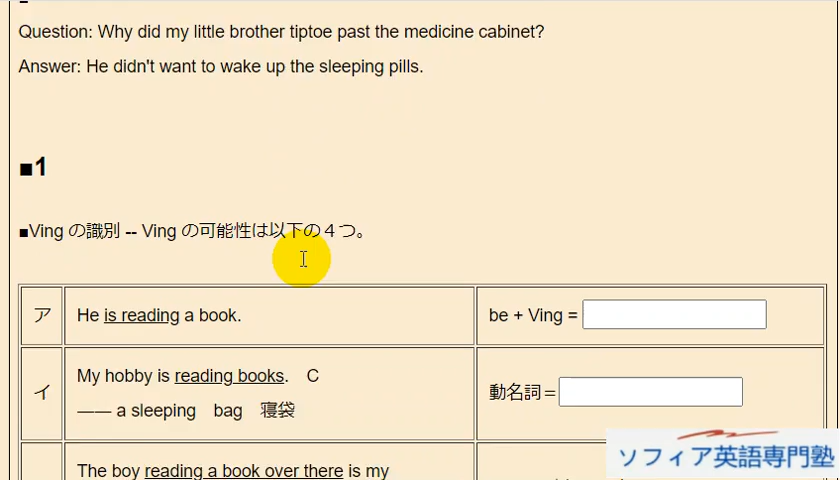 Question: Why did my little brother tiptoe past the medicine cabinet?
Answer: He didn't want to wake up the sleeping pills.
■1
■Ving の識別 -- Ving の可能性は以下の４つ。
ア He is reading a book. be + Ving =
イ My hobby is reading books. C 動名詞＝
—— a sleeping bag 寝袋
The boy reading a book over there is my
ソフィア英語専門塾